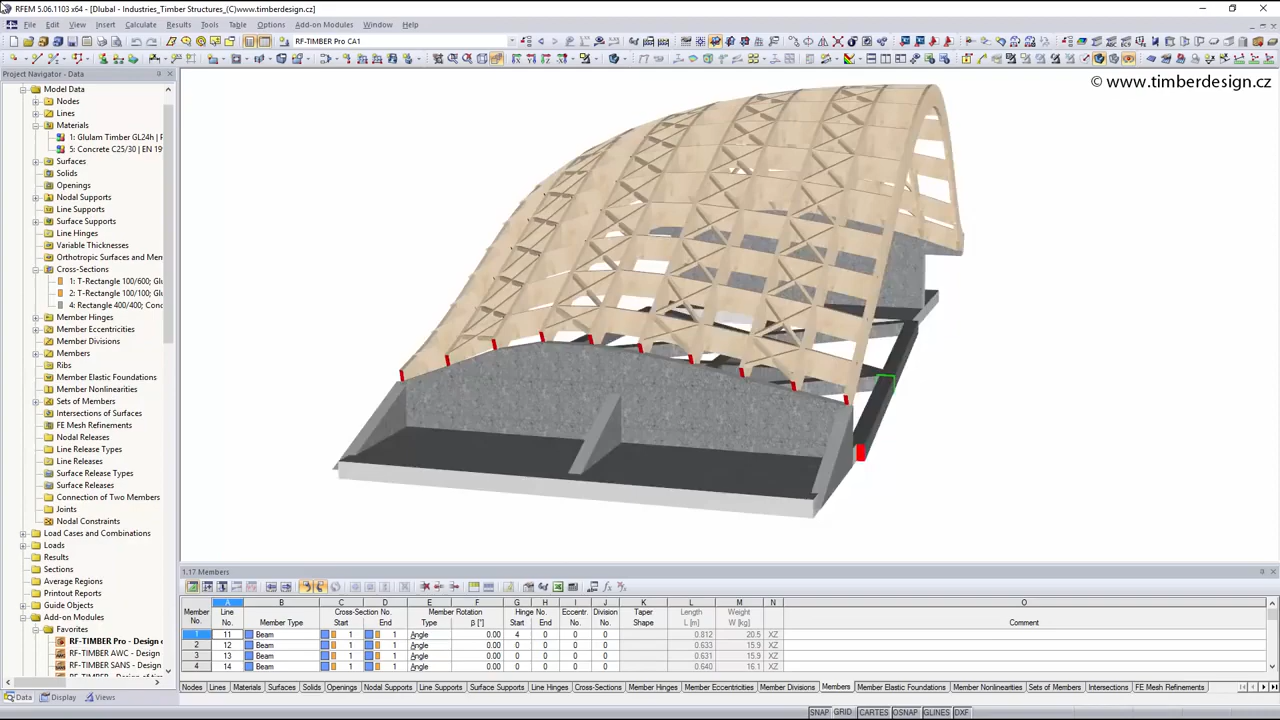 RFEM 5.06.1103 x64 - [Dlubal - Industries_Timber Structures_(C)www.timberdesign.cz]
File Edit View Insert Calculate Results Tools Table Options Add-on Modules Window Help
RF-TIMBER Pro CA1
Project Navigator - Data
© www.timberdesign.cz
Model Data
Nodes
Lines
Materials
1: Glulam Timber GL24h |
5: Concrete C25/30 | EN 19
Surfaces
Solids
Openings
Nodal Supports
Line Supports
Surface Supports
Line Hinges
Variable Thicknesses
Orthotropic Surfaces and Mem
Cross-Sections
1: T-Rectangle 100/600; Gl
2: T-Rectangle 100/100; Gl
4: Rectangle 400/400; Conc
Member Hinges
Member Eccentricities
Member Divisions
Members
Ribs
Member Elastic Foundations
Member Nonlinearities
Sets of Members
Intersections of Surfaces
FE Mesh Refinements
Nodal Releases
Line Release Types
Line Releases
Surface Release Types
Surface Releases
Connection of Two Members
Joints
Nodal Constraints
Load Cases and Combinations
Loads
Results
Sections
Average Regions
Printout Reports
Guide Objects
Add-on Modules
Favorites
RF-TIMBER Pro - Design o
RF-TIMBER AWC - Design
RF-TIMBER SANS - Design
Data Display Views
1.17 Members
A B C D E F G H I J K L M N O
Member No. Line No. Member Type Cross-Section No. Start End Member Rotation Type β [°] Hinge No. Start End Eccentr. No. Division No. Taper Shape Length L [m] Weight W [kg] Comment
1 11 Beam 1 1 Angle 0.00 4 0 0 0 0.812 20.5 XZ
2 12 Beam 1 1 Angle 0.00 0 0 0 0 0.633 15.9 XZ
3 13 Beam 1 1 Angle 0.00 0 0 0 0 0.631 15.9 XZ
4 14 Beam 1 1 Angle 0.00 0 0 0 0 0.640 16.1 XZ
Nodes Lines Materials Surfaces Solids Openings Nodal Supports Line Supports Surface Supports Line Hinges Cross-Sections Member Hinges Member Eccentricities Member Divisions Members Member Elastic Foundations Member Nonlinearities Sets of Members Intersections FE Mesh Refinements
SNAP GRID CARTES OSNAP GLINES DXF